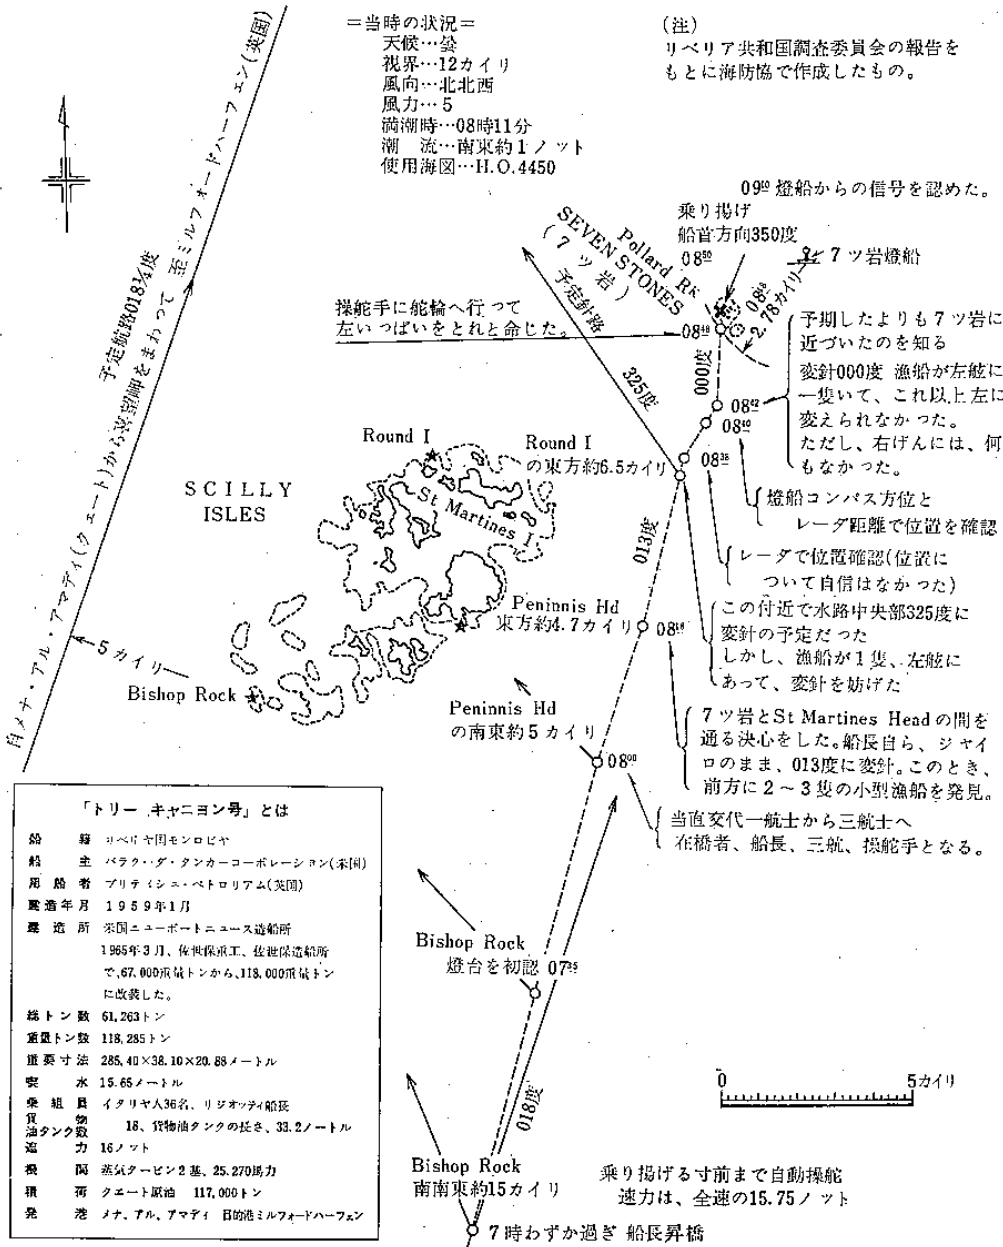 =当時の状況=
天候…曇
視界…12カイリ
風向…北北西
風力…5
満潮時…08時11分
潮 流…南東約1ノット
使用海図…H.O.4450
(注)
リベリア共和国調査委員会の報告を
もとに海防協で作成したもの。
自メナ・アル・アマディ(クェート)から喜望岬をまわって 至ミルフォードハーフェン(英国)
予定航路018¾度
09⁰⁰ 燈船からの信号を認めた。
乗り揚げ
船首方向350度
08⁵⁰
Pollard Rk
SEVEN STONES
(7ツ岩)
予定針路
7ツ岩燈船
08⁴⁸
2.78カイリ
操舵手に舵輪へ行つて
左いっぱいをとれと命じた。
08⁴⁸
000度
325度
予期したよりも7ツ岩に
近づいたのを知る
変針000度 漁船が左舷に
一隻いて、これ以上左に
変えられなかった。
ただし、右げんには、何
もなかった。
08⁴²
08⁴⁰
08³⁸
Round I
Round I
の東方約6.5カイリ
SCILLY
ISLES
St Martines I
燈船コンパス方位と
レーダ距離で位置を確認
013度
レーダで位置確認(位置に
ついて自信はなかった)
Peninnis Hd
東方約4.7カイリ
08¹⁸
この付近で水路中央部325度に
変針の予定だった
しかし、漁船が1隻、左舷に
あって、変針を妨げた
5カイリ
Bishop Rock
Peninnis Hd
の南東約5カイリ
7ツ岩とSt Martines Headの間を
通る決心をした。船長自ら、ジャイ
ロのまま、013度に変針。このとき、
前方に2~3隻の小型漁船を発見。
08⁰⁰
当直交代一航士から三航士へ
在橋者、船長、三航、操舵手となる。
「トリー キャニヨン号」とは
船籍 リベリヤ国モンロビヤ
船主 バラク・ダ・タンカーコーポレーション(米国)
用船者 ブリティシュ・ペトロリアム(英国)
建造年月 1959年1月
建造所 米国ニューポートニュース造船所
1965年3月、佐世保重工、佐世保造船所
で、67,000重量トンから、118,000重量トン
に改装した。
総トン数 61,263トン
重量トン数 118,285トン
重要寸法 285.40×38.10×20.88メートル
喫水 15.65メートル
乗組員 イタリヤ人36名、リジオッティ船長
貨物
油タンク数 18、貨物油タンクの長さ、33.2メートル
速力 16ノット
機関 蒸気タービン2基、25,270馬力
積荷 クエート原油 117,000トン
発港 メナ、アル、アマディ 目的港ミルフォードハーフェン
Bishop Rock
燈台を初認 07²⁵
018度
0 5カイリ
Bishop Rock
南南東約15カイリ
乗り揚げる寸前まで自動操舵
速力は、全速の15.75ノット
7時わずか過ぎ 船長昇橋